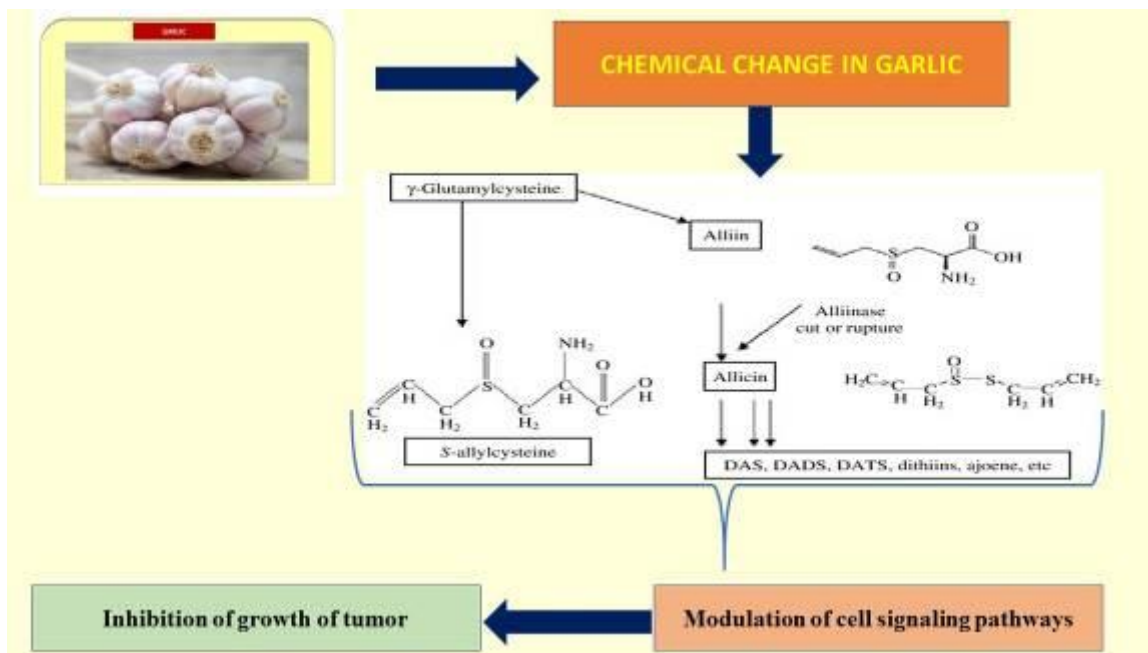 GARLIC
CHEMICAL CHANGE IN GARLIC
γ-Glutamylcysteine
Alliin
O
OH
S
O
NH₂
Alliinase
cut or rupture
O
NH₂
O
S
C
H
C
O
H
C
H₂
C
H₂
C
H₂
H
S-allylcysteine
Allicin
O
H₂C
C
H
C
H₂
S
S
C
H₂
C
H
CH₂
DAS, DADS, DATS, dithiins, ajoene, etc
Inhibition of growth of tumor
Modulation of cell signaling pathways